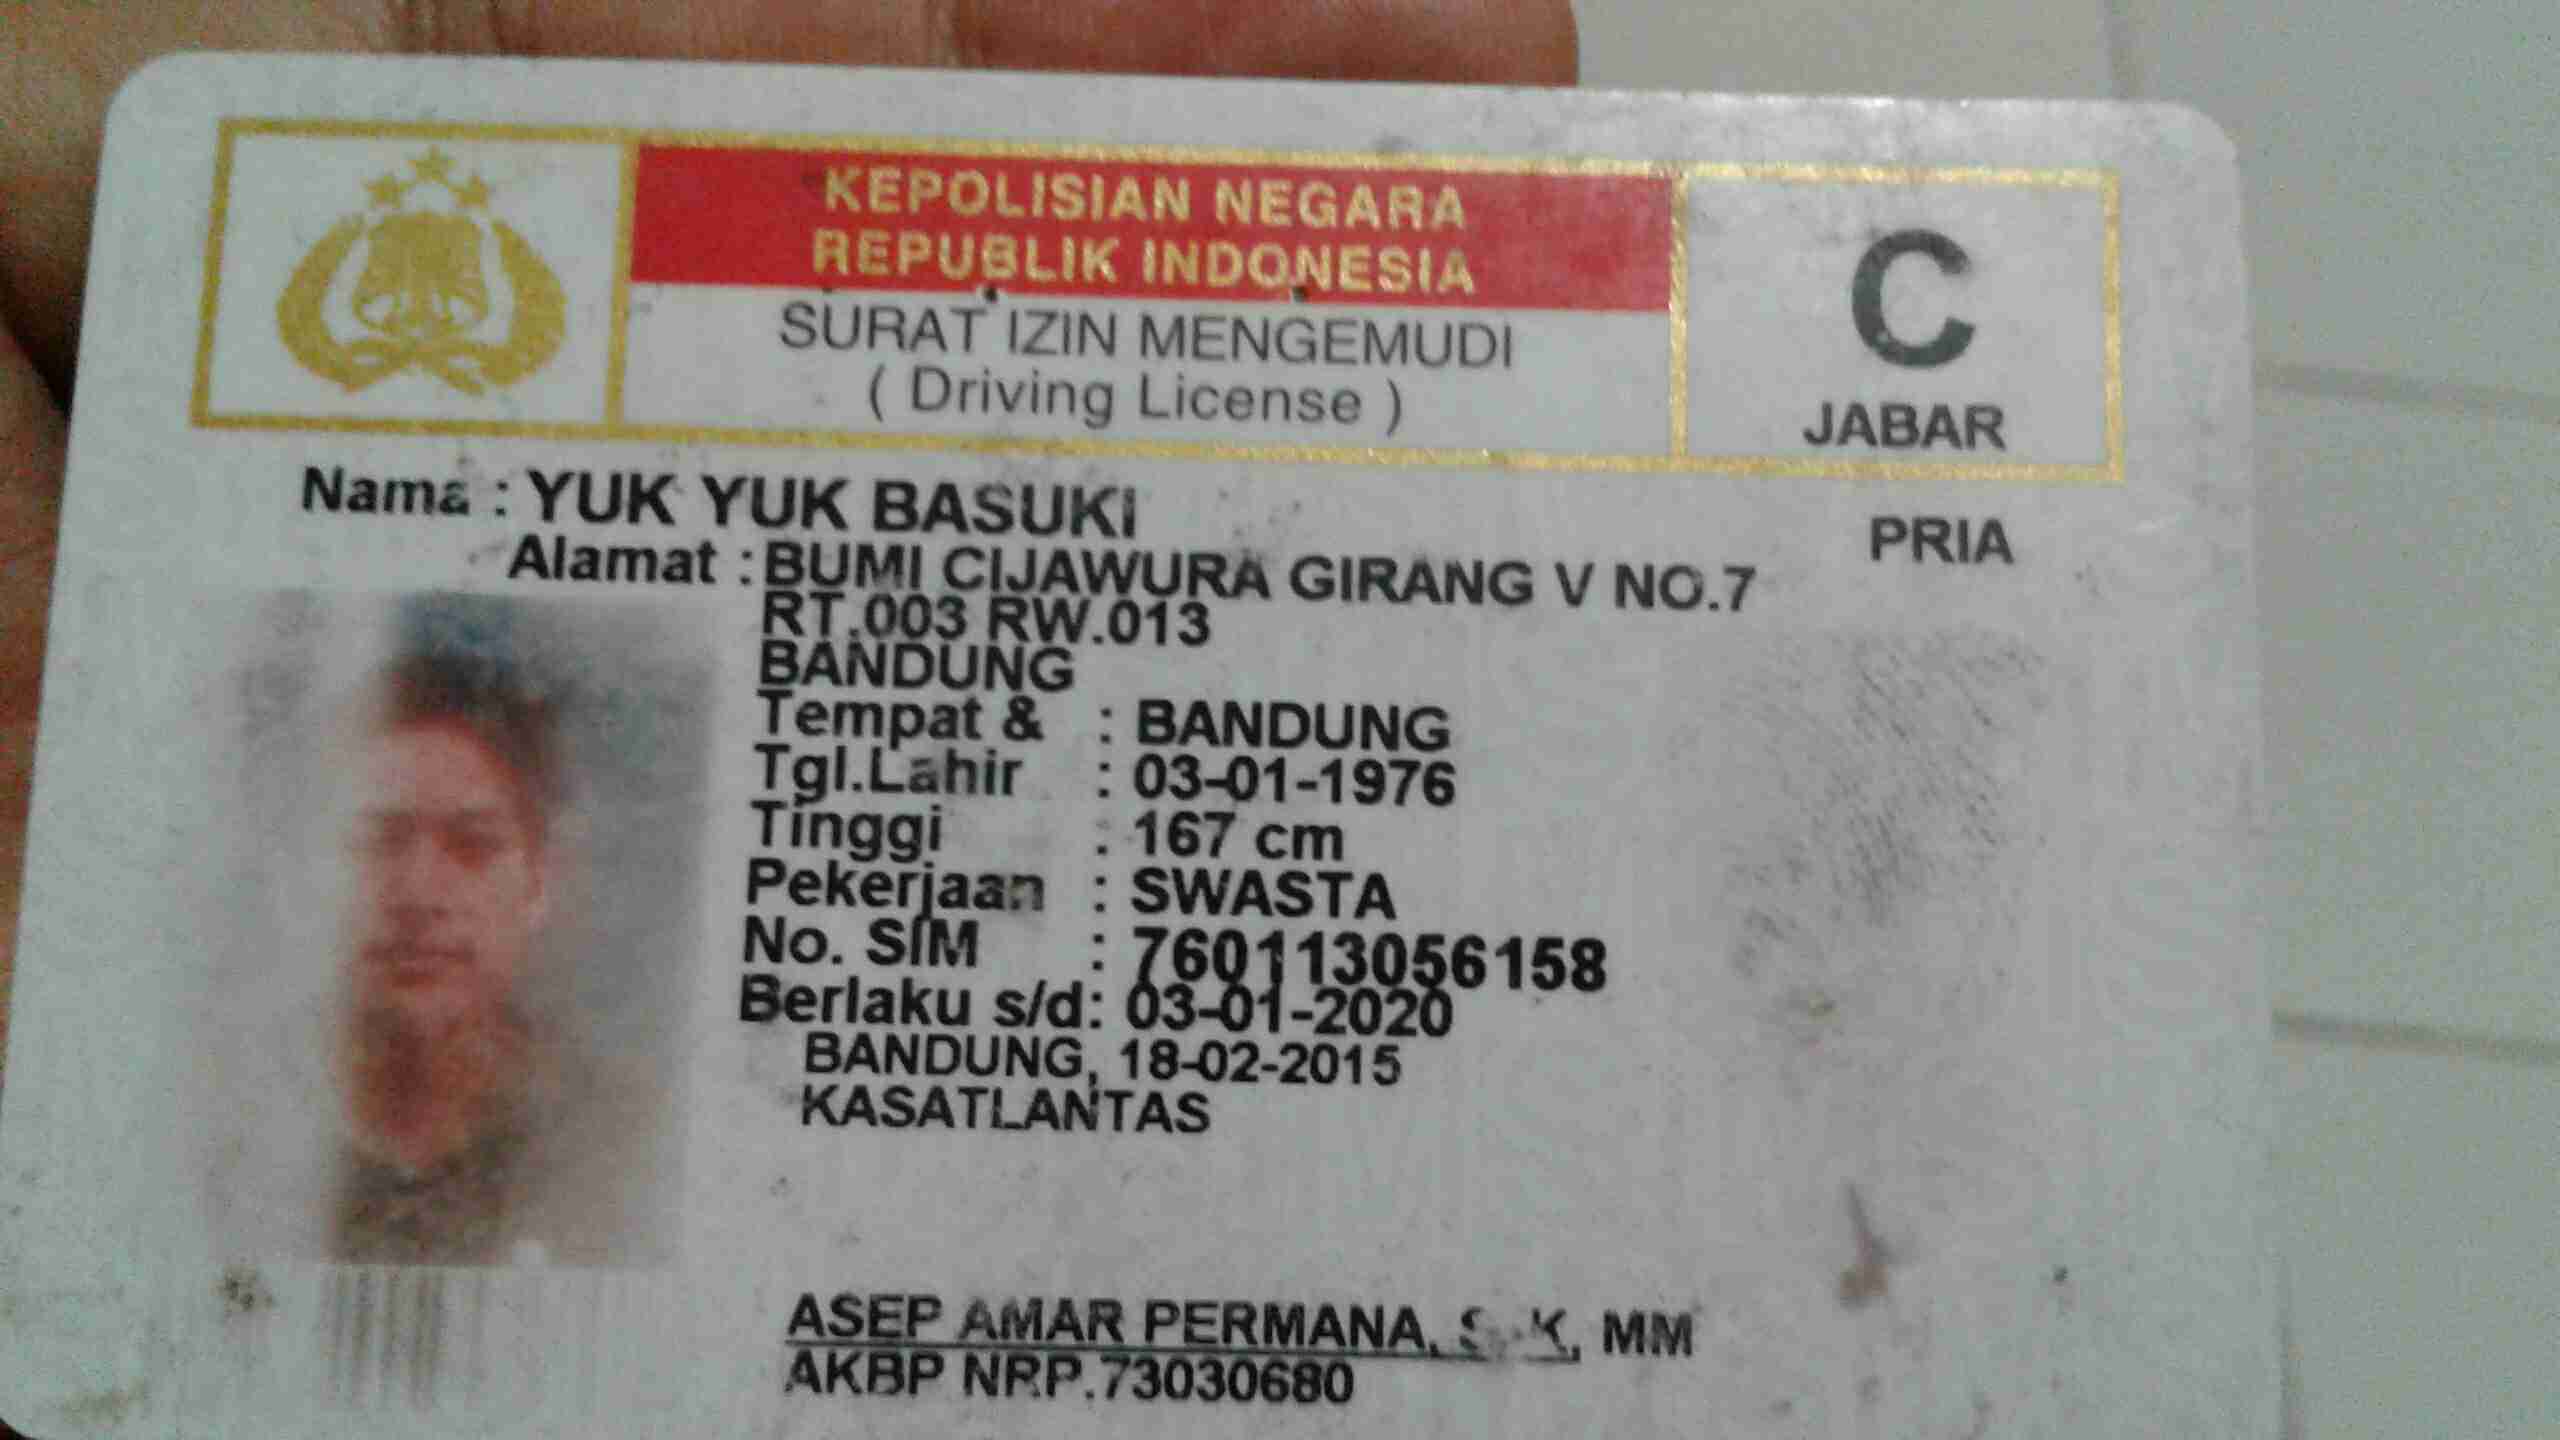 KEPOLISIAN NEGARA
REPUBLIK INDONESIA
SURAT IZIN MENGEMUDI
( Driving License )
C
JABAR
Nama : YUK YUK BASUKI
PRIA
Alamat : BUMI CIJAWURA GIRANG V NO.7
RT.003 RW.013
BANDUNG
Tempat & : BANDUNG
Tgl.Lahir : 03-01-1976
Tinggi : 167 cm
Pekerjaan : SWASTA
No. SIM : 760113056158
Berlaku s/d: 03-01-2020
BANDUNG, 18-02-2015
KASATLANTAS
ASEP AMAR PERMANA, MM
AKBP NRP.73030680